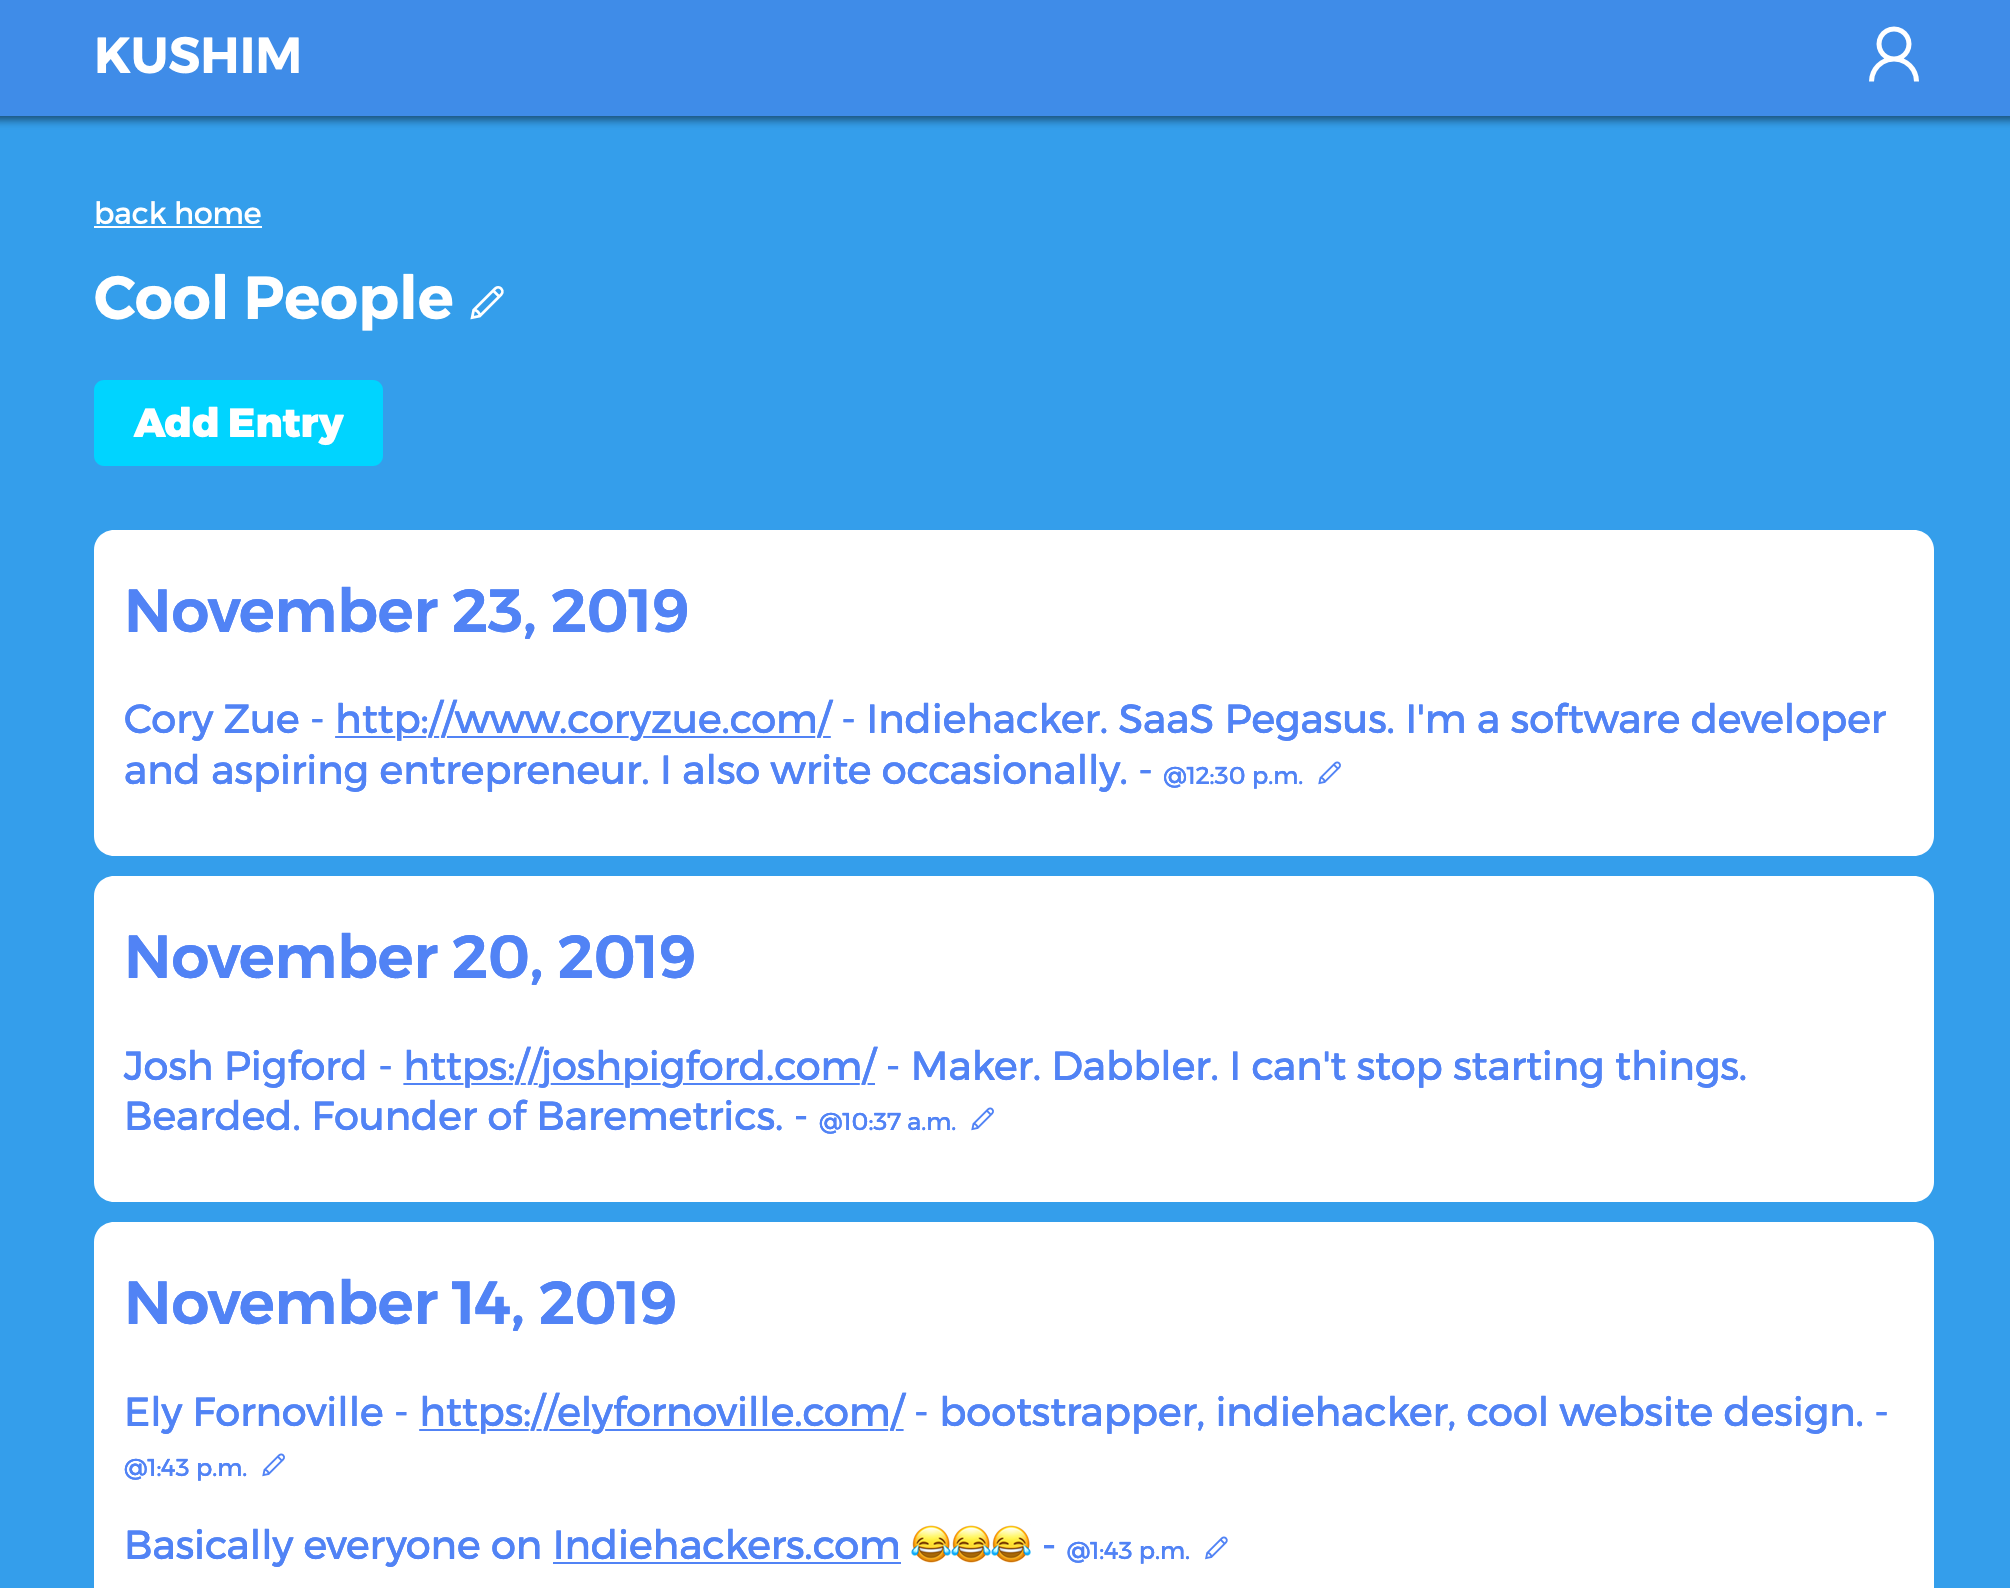 KUSHIM
back home
Cool People
Add Entry
November 23, 2019
Cory Zue - http://www.coryzue.com/ - Indiehacker. SaaS Pegasus. I'm a software developer
and aspiring entrepreneur. I also write occasionally. - @12:30 p.m.
November 20, 2019
Josh Pigford - https://joshpigford.com/ - Maker. Dabbler. I can't stop starting things.
Bearded. Founder of Baremetrics. - @10:37 a.m.
November 14, 2019
Ely Fornoville - https://elyfornoville.com/ - bootstrapper, indiehacker, cool website design. -
@1:43 p.m.
Basically everyone on Indiehackers.com 😂😂😂 - @1:43 p.m.